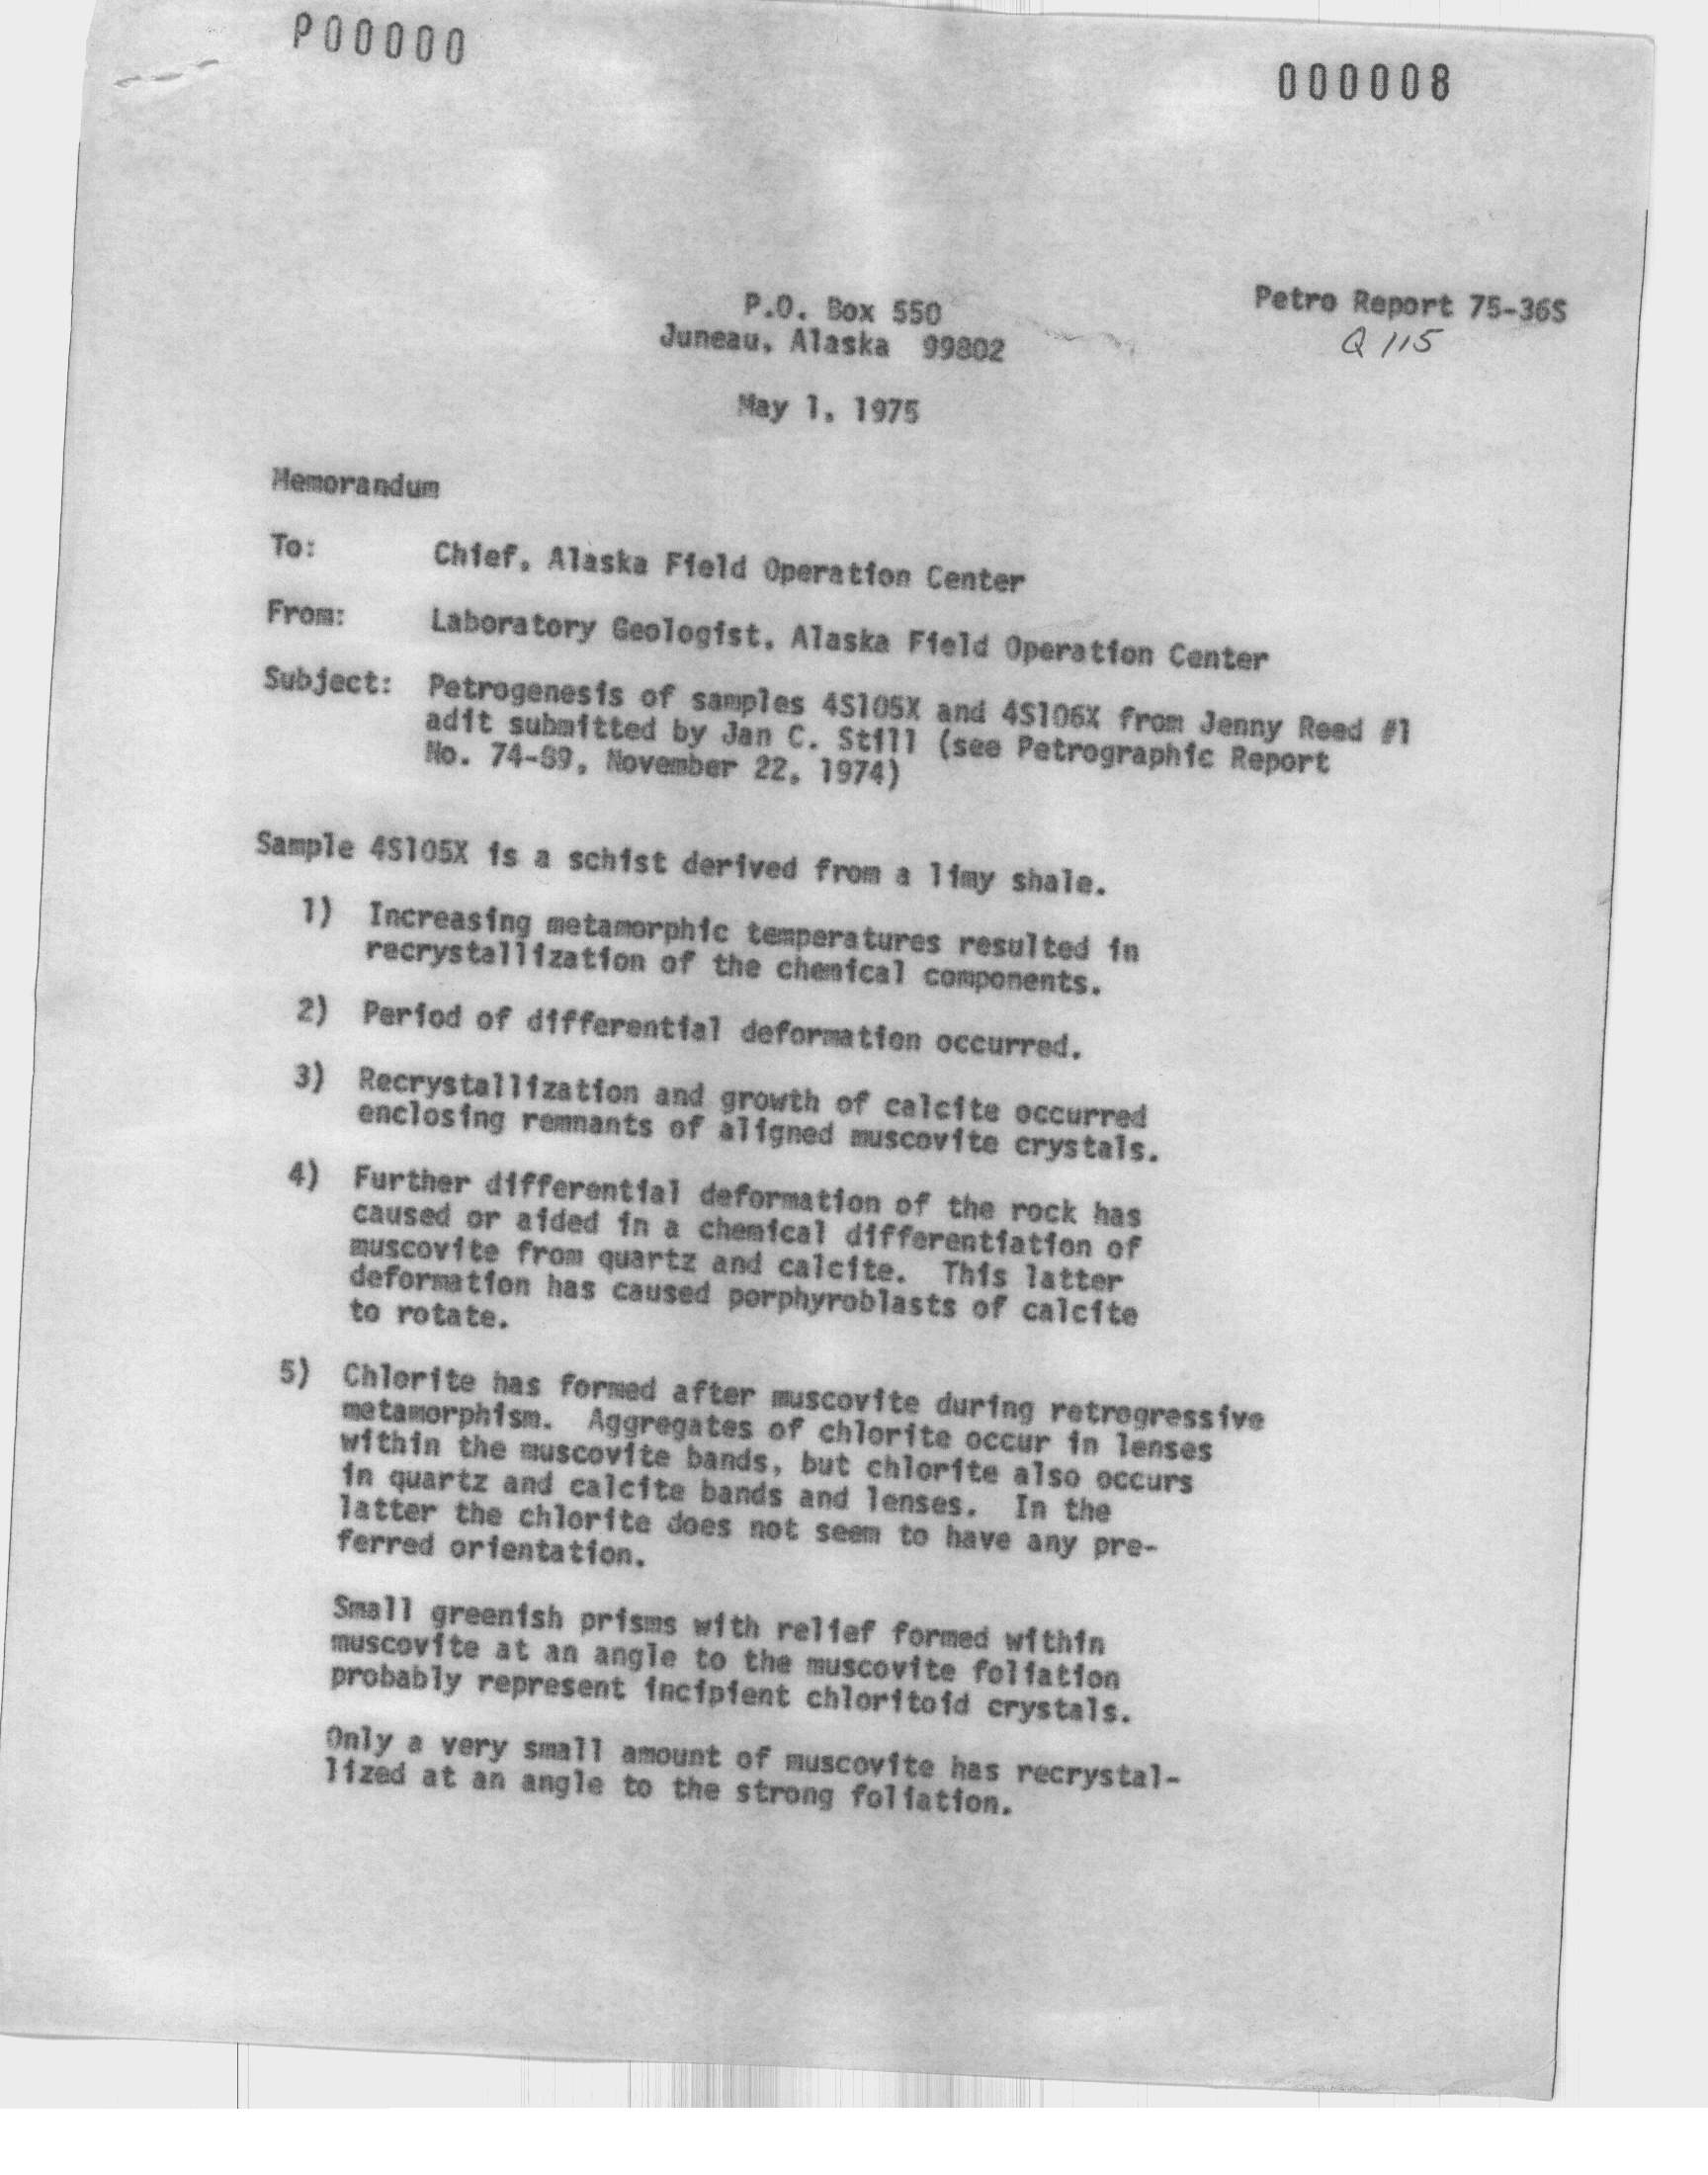 P00000
000008
Petro Report 75-36S
Q 115
P.O. Box 550
Juneau, Alaska  99802
May 1, 1975
Memorandum
To: Chief, Alaska Field Operation Center
From: Laboratory Geologist, Alaska Field Operation Center
Subject: Petrogenesis of samples 4S105X and 4S106X from Jenny Reed #1
adit submitted by Jan C. Still (see Petrographic Report
No. 74-89, November 22, 1974)
Sample 4S105X is a schist derived from a limy shale.
1) Increasing metamorphic temperatures resulted in
recrystallization of the chemical components.
2) Period of differential deformation occurred.
3) Recrystallization and growth of calcite occurred
enclosing remnants of aligned muscovite crystals.
4) Further differential deformation of the rock has
caused or aided in a chemical differentiation of
muscovite from quartz and calcite.  This latter
deformation has caused porphyroblasts of calcite
to rotate.
5) Chlorite has formed after muscovite during retrogressive
metamorphism.  Aggregates of chlorite occur in lenses
within the muscovite bands, but chlorite also occurs
in quartz and calcite bands and lenses.  In the
latter the chlorite does not seem to have any pre-
ferred orientation.
Small greenish prisms with relief formed within
muscovite at an angle to the muscovite foliation
probably represent incipient chloritoid crystals.
Only a very small amount of muscovite has recrystal-
lized at an angle to the strong foliation.